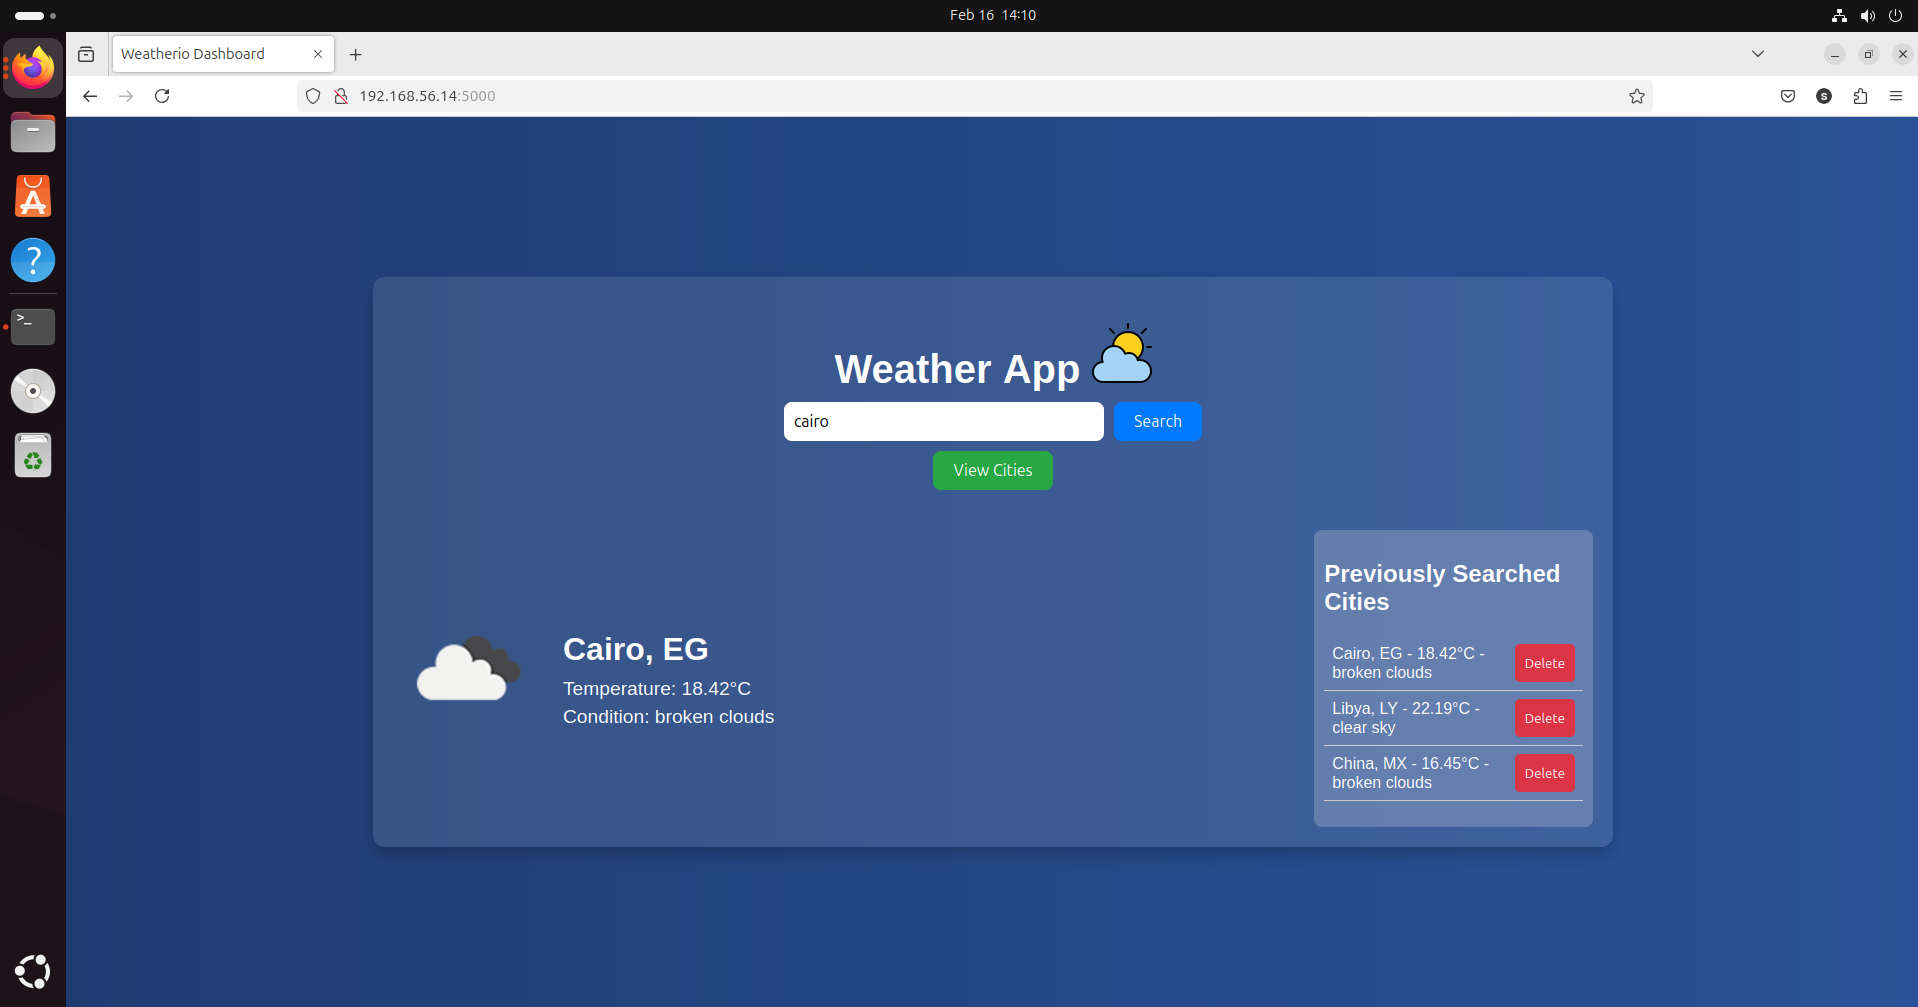 Feb 16 14:10
Weatherio Dashboard
192.168.56.14:5000
S
Weather App
cairo
Search
View Cities
Cairo, EG
Temperature: 18.42°C
Condition: broken clouds
Previously Searched
Cities
Cairo, EG - 18.42°C -
broken clouds
Delete
Libya, LY - 22.19°C -
clear sky
Delete
China, MX - 16.45°C -
broken clouds
Delete